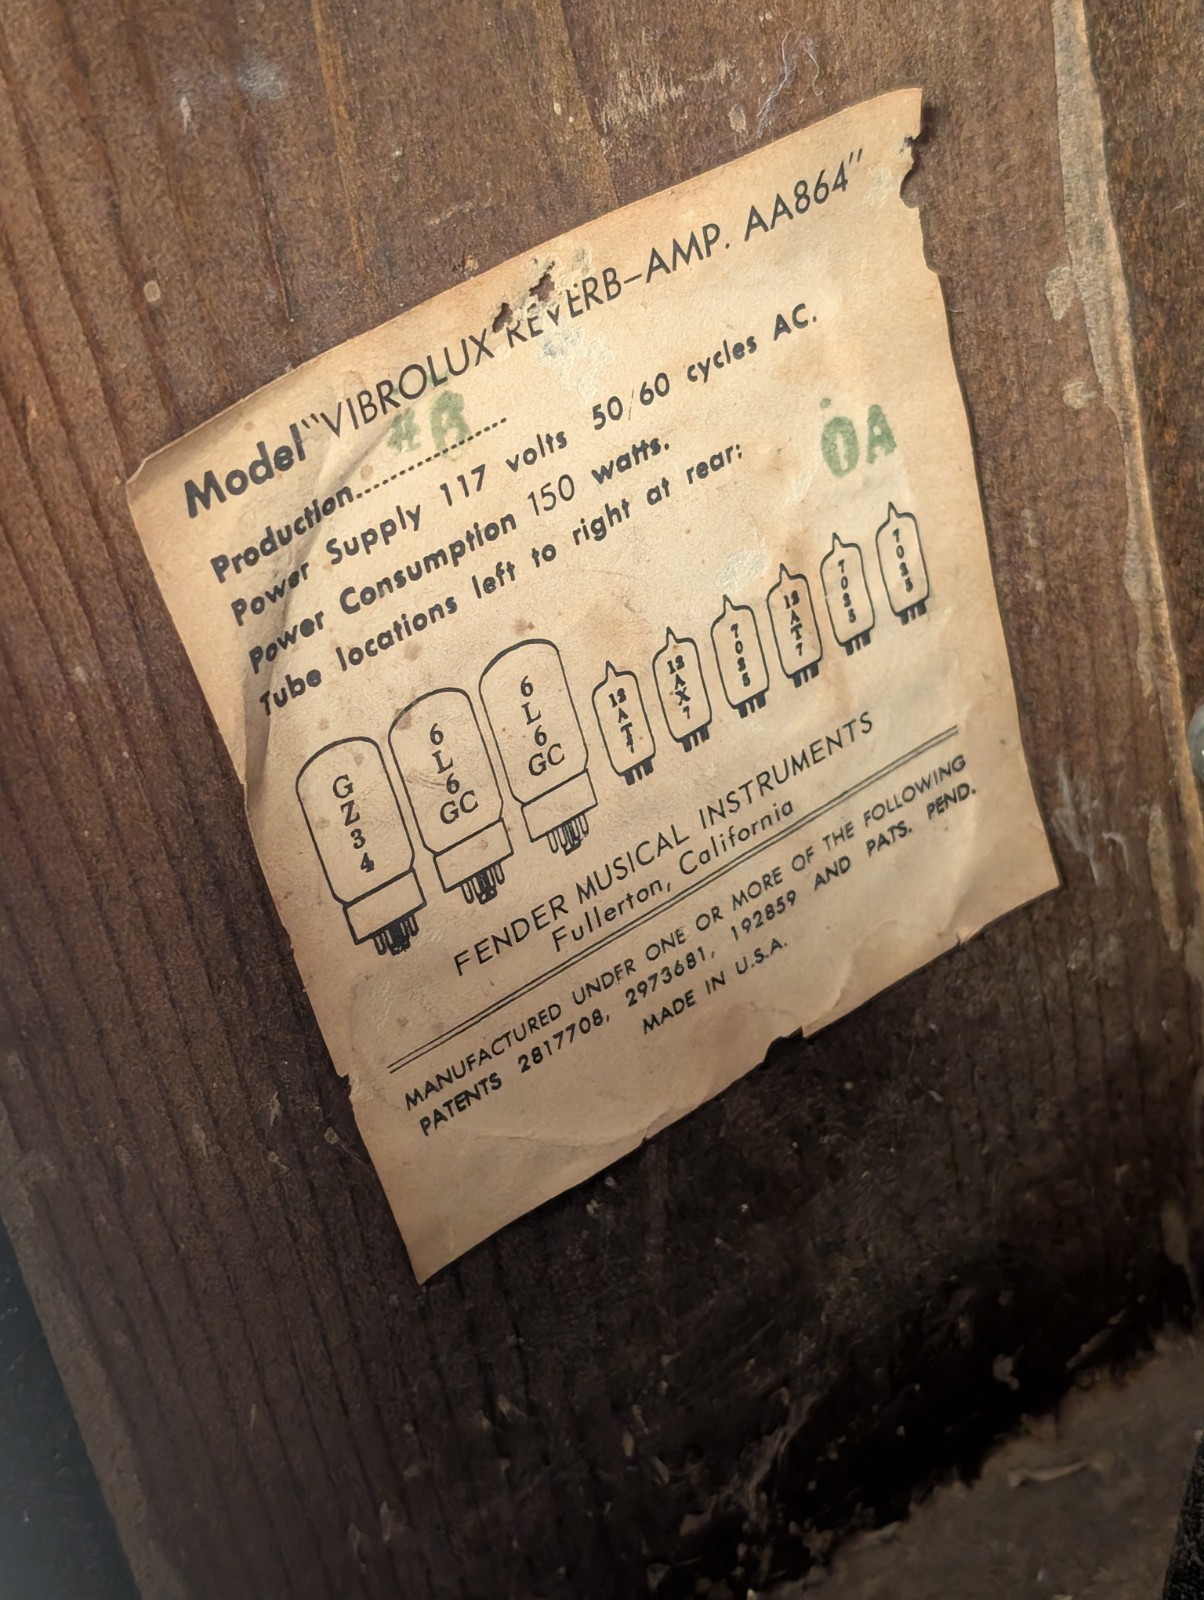 Model "VIBROLUX REVERB–AMP. AA864"
#B
Production....................
Power Supply 117 volts 50/60 cycles AC.
Power Consumption 150 watts.
OA
Tube locations left to right at rear:
GZ34
6L6GC
6L6GC
12AT7
12AX7
7025
12AT7
7025
7025
FENDER MUSICAL INSTRUMENTS
Fullerton, California
MANUFACTURED UNDER ONE OR MORE OF THE FOLLOWING
PATENTS 2817708, 2973681, 192859 AND PATS. PEND.
MADE IN U.S.A.